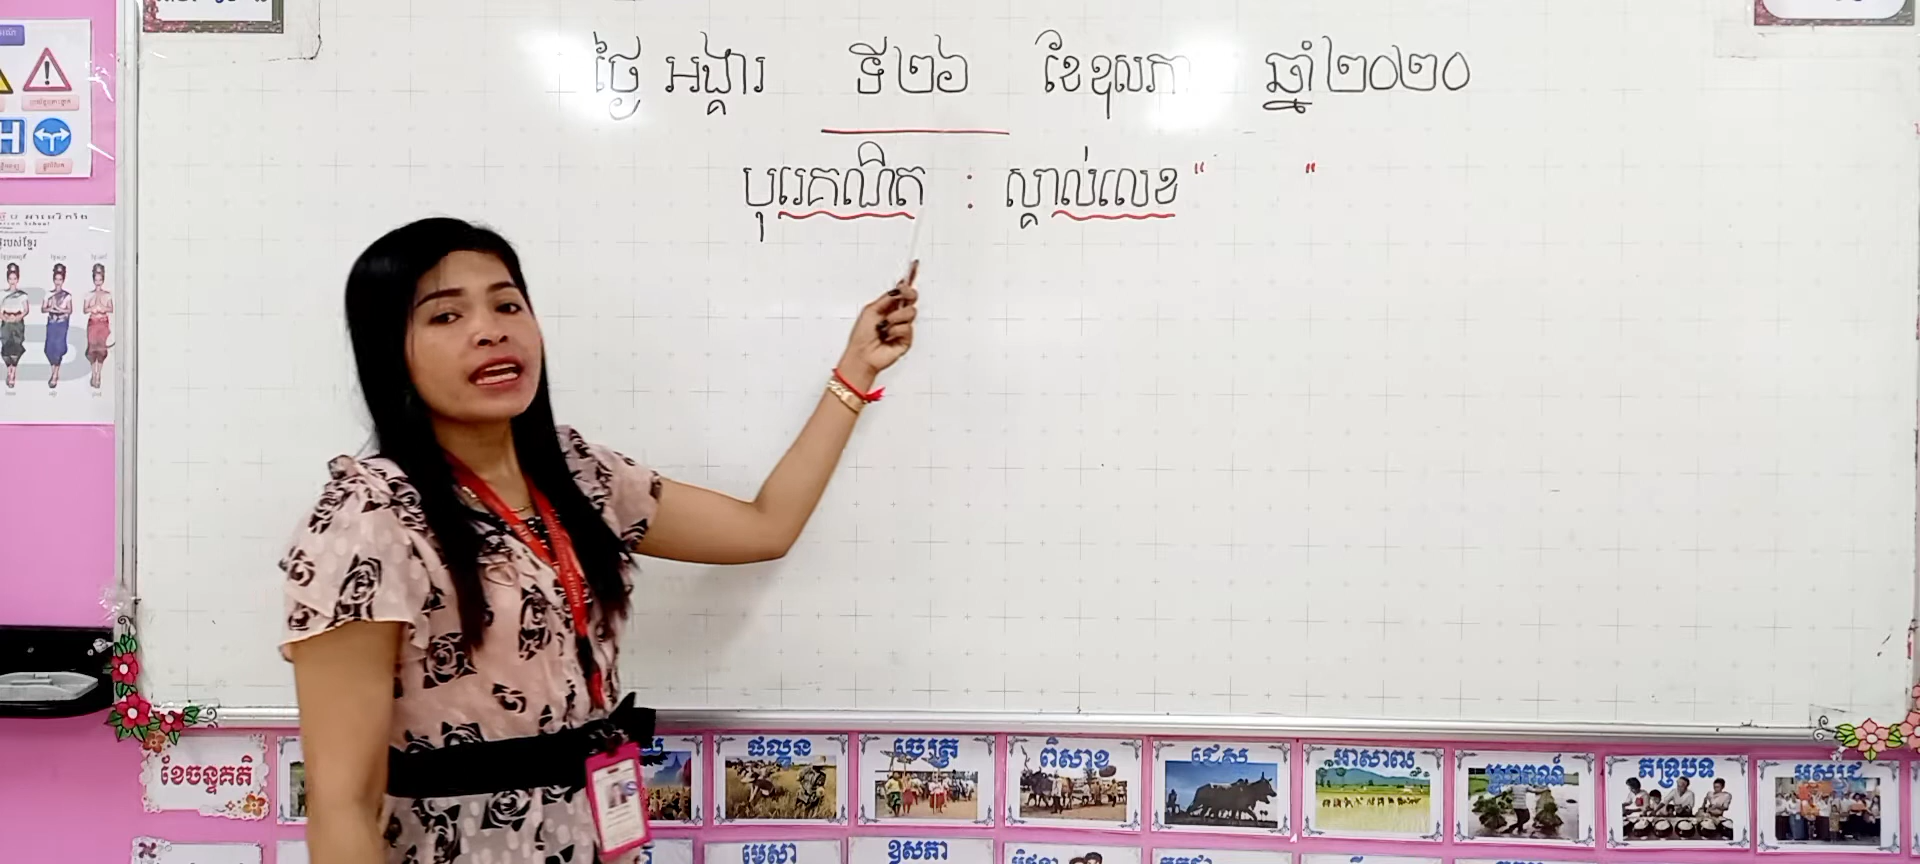 ថ្ងៃ អង្គារ ទី២៦ ខែឧសភា ឆ្នាំ២០២០
បុរេគណិត : ស្គាល់លេខ "      "
ខែចន្ទគតិ
ផល្គុន
ចេត្រ
ពិសាខ
ជេស្ឋ
អាសាឍ
ស្រាពណ៍
ភទ្របទ
អស្សុជ
មេសា
ឧសភា